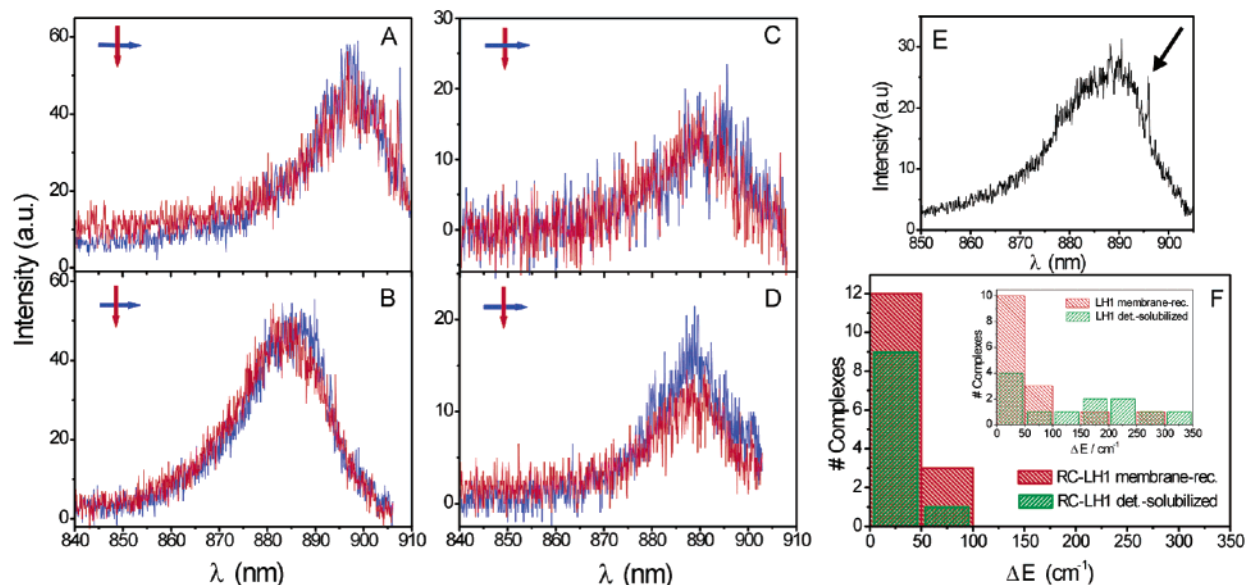 A
Intensity (a.u.)
60
40
20
0
B
60
40
20
0
840 850 860 870 880 890 900 910
λ (nm)
C
30
20
10
0
D
20
10
0
840 850 860 870 880 890 900 910
λ (nm)
E
Intensity (a.u)
30
20
10
0
850 860 870 880 890 900
λ (nm)
F
# Complexes
12
10
8
6
4
2
0
0 50 100 150 200 250 300 350
ΔE (cm⁻¹)
RC-LH1 membrane-rec.
RC-LH1 det.-solubilized
# Complexes
10
8
6
4
2
0
LH1 membrane-rec.
LH1 det.-solubilized
0 50 100 150 200 250 300 350
ΔE / cm⁻¹